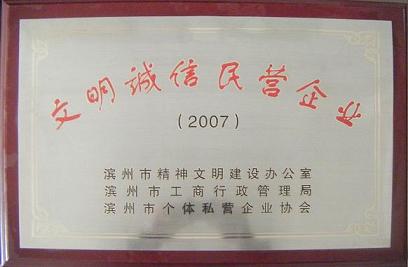 文明诚信民营企业
(2007)
滨州市精神文明建设办公室
滨州市工商行政管理局
滨州市个体私营企业协会